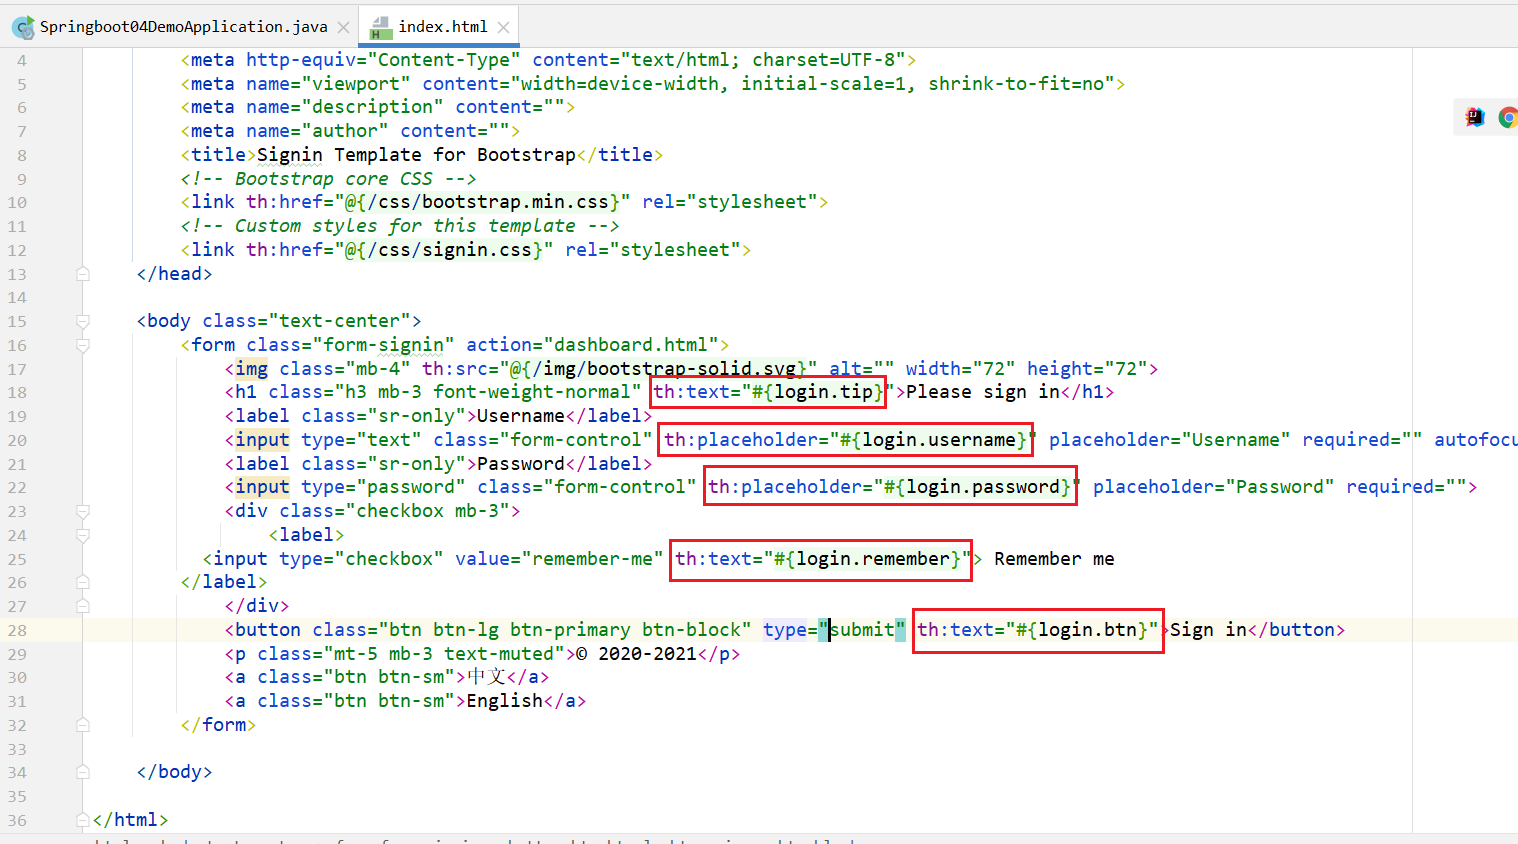 Springboot04DemoApplication.java index.html
4 <meta http-equiv="Content-Type" content="text/html; charset=UTF-8">
5 <meta name="viewport" content="width=device-width, initial-scale=1, shrink-to-fit=no">
6 <meta name="description" content="">
7 <meta name="author" content="">
8 <title>Signin Template for Bootstrap</title>
9 <!-- Bootstrap core CSS -->
10 <link th:href="@{/css/bootstrap.min.css}" rel="stylesheet">
11 <!-- Custom styles for this template -->
12 <link th:href="@{/css/signin.css}" rel="stylesheet">
13 </head>
14
15 <body class="text-center">
16 <form class="form-signin" action="dashboard.html">
17 <img class="mb-4" th:src="@{/img/bootstrap-solid.svg}" alt="" width="72" height="72">
18 <h1 class="h3 mb-3 font-weight-normal" th:text="#{login.tip}">Please sign in</h1>
19 <label class="sr-only">Username</label>
20 <input type="text" class="form-control" th:placeholder="#{login.username}" placeholder="Username" required="" autofocu
21 <label class="sr-only">Password</label>
22 <input type="password" class="form-control" th:placeholder="#{login.password}" placeholder="Password" required="">
23 <div class="checkbox mb-3">
24 <label>
25 <input type="checkbox" value="remember-me" th:text="#{login.remember}"> Remember me
26 </label>
27 </div>
28 <button class="btn btn-lg btn-primary btn-block" type="submit" th:text="#{login.btn}">Sign in</button>
29 <p class="mt-5 mb-3 text-muted">© 2020-2021</p>
30 <a class="btn btn-sm">中文</a>
31 <a class="btn btn-sm">English</a>
32 </form>
33
34 </body>
35
36 </html>